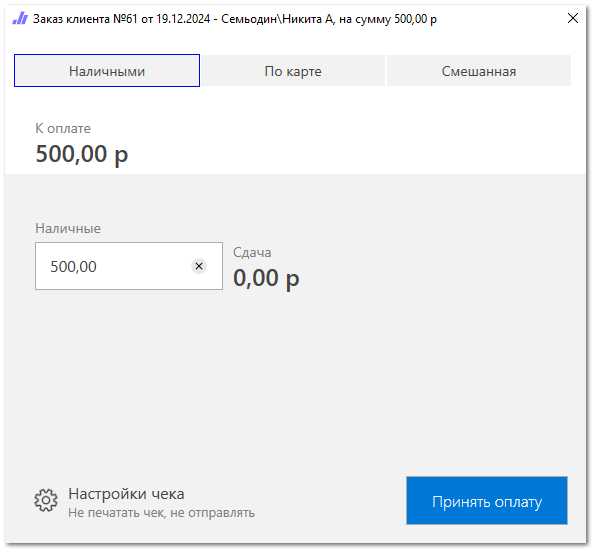 Заказ клиента №61 от 19.12.2024 - Семьодин\Никита А, на сумму 500,00 р
Наличными
По карте
Смешанная
К оплате
500,00 р
Наличные
500,00
Сдача
0,00 р
Настройки чека
Не печатать чек, не отправлять
Принять оплату